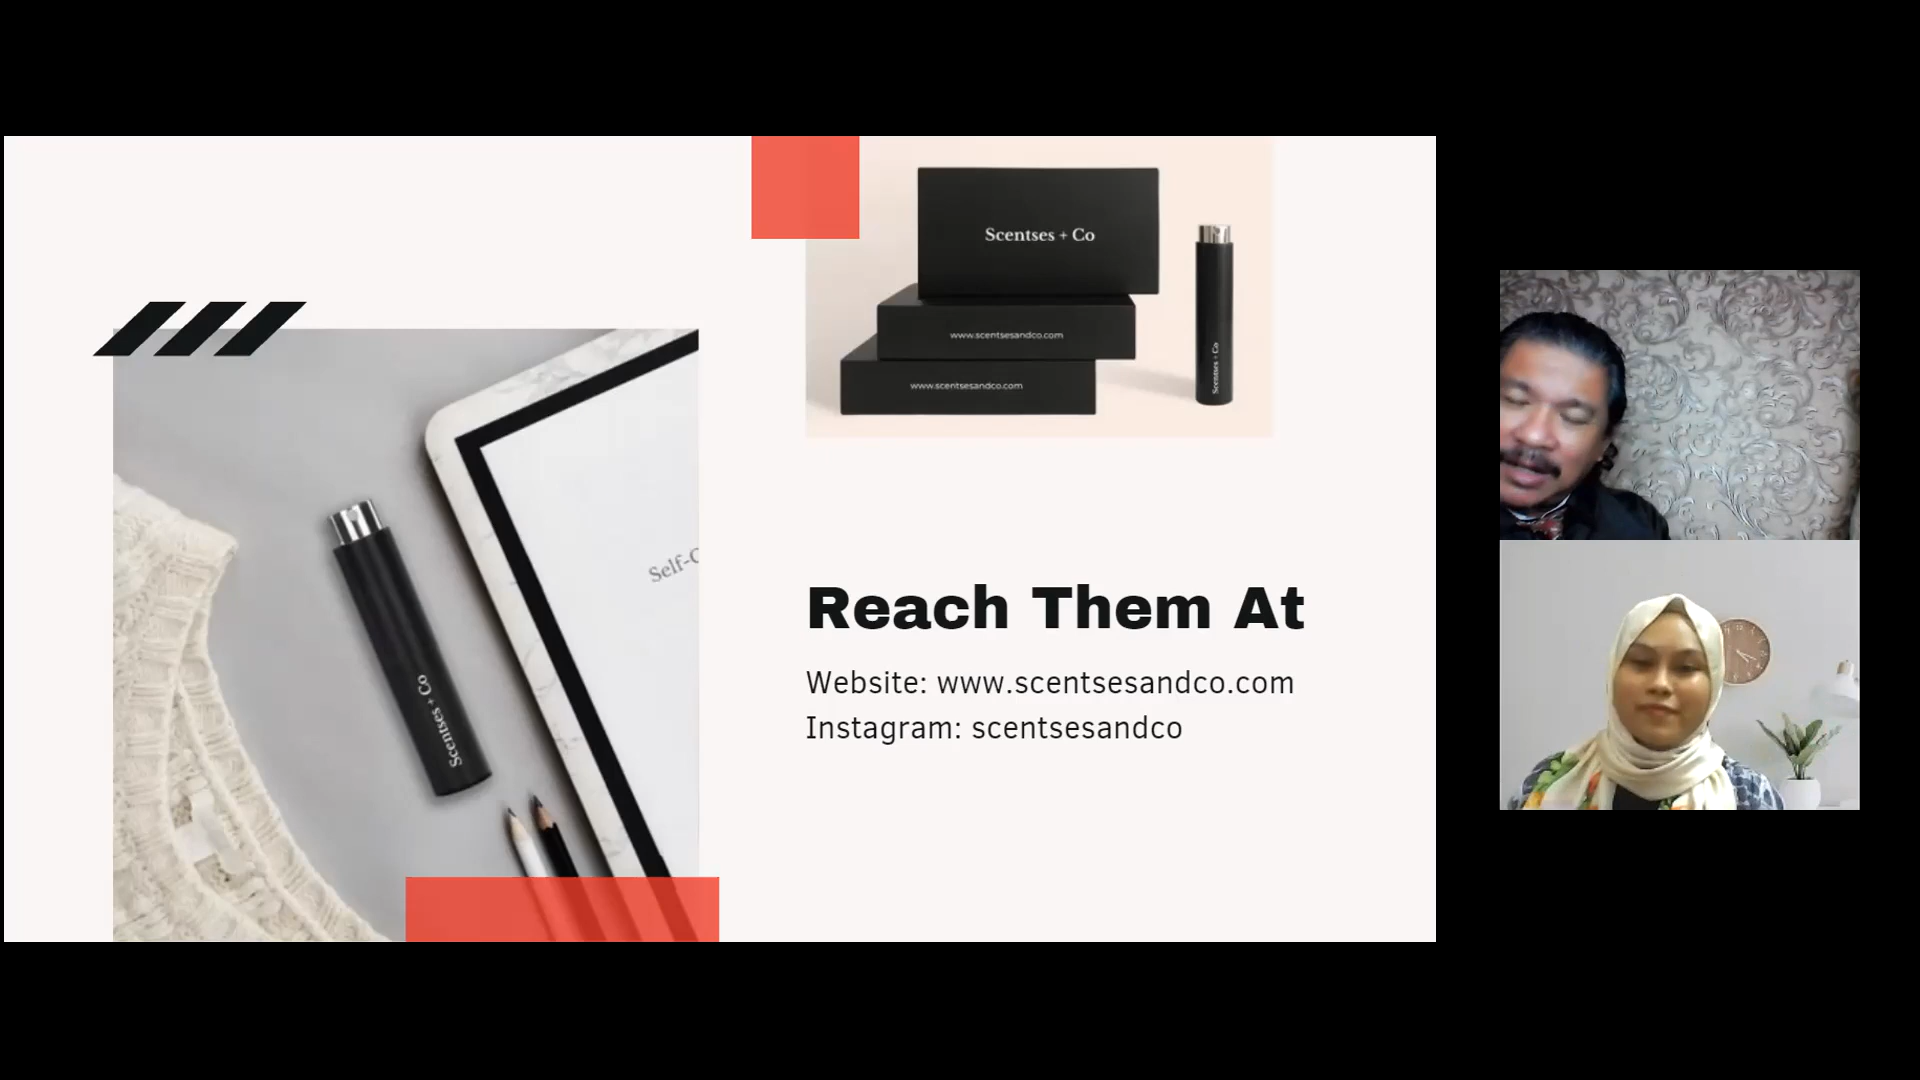 Scentses + Co
www.scentsesandco.com
www.scentsesandco.com
Scentses + Co
Self-C
Scentses + Co
Reach Them At
Website: www.scentsesandco.com
Instagram: scentsesandco